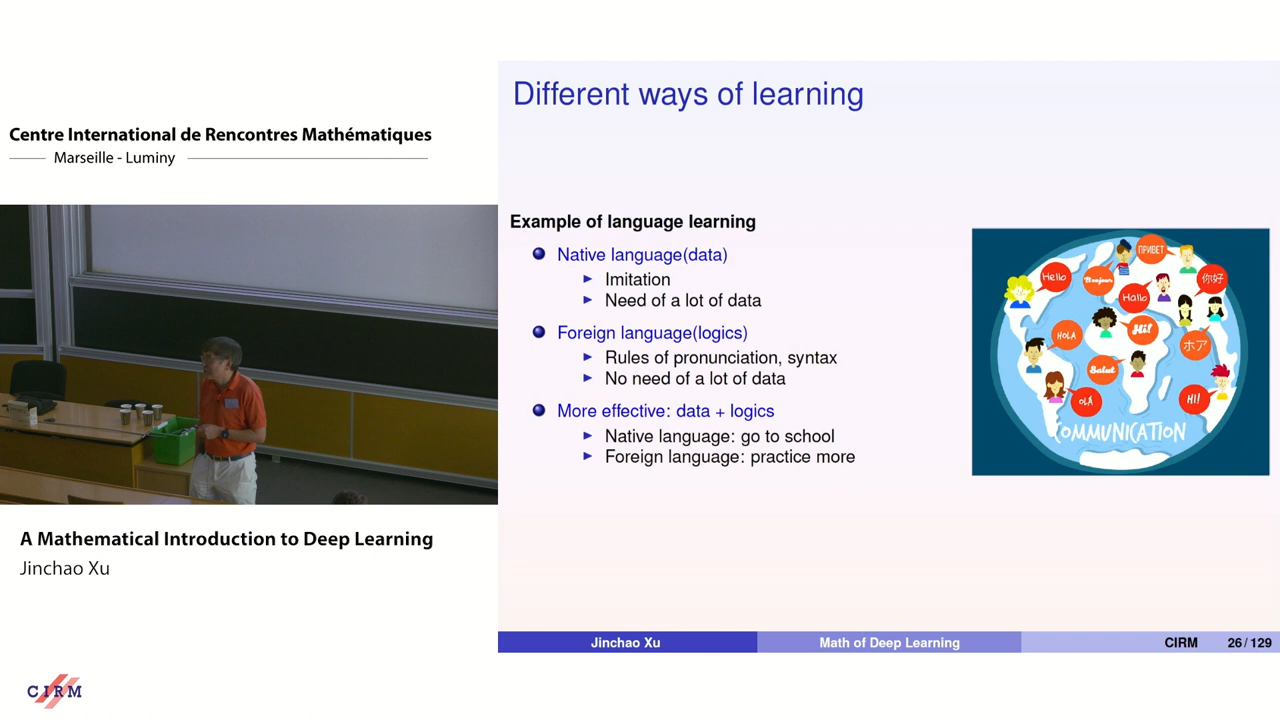 Centre International de Rencontres Mathématiques
Marseille - Luminy
A Mathematical Introduction to Deep Learning
Jinchao Xu
CIRM
Different ways of learning
Example of language learning
Native language(data)
Imitation
Need of a lot of data
Foreign language(logics)
Rules of pronunciation, syntax
No need of a lot of data
More effective: data + logics
Native language: go to school
Foreign language: practice more
ПРИВЕТ
Hello
Bonjour
你好
Hallo
HOLA
Hi!
ホア
Salut
OLA
HI!
COMMUNICATION
Jinchao Xu
Math of Deep Learning
CIRM
26 / 129